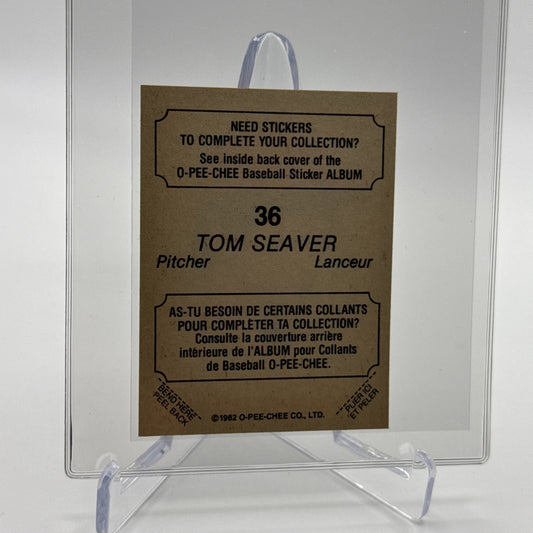 NEED STICKERS
TO COMPLETE YOUR COLLECTION?
See inside back cover of the
O-PEE-CHEE Baseball Sticker ALBUM
36
TOM SEAVER
Pitcher Lanceur
AS-TU BESOIN DE CERTAINS COLLANTS
POUR COMPLÈTER TA COLLECTION?
Consulte la couverture arrière
intérieure de l'ALBUM pour Collants
de Baseball O-PEE-CHEE.
BEND HERE
PEEL BACK
PLIER ICI
ET PELER
©1982 O-PEE-CHEE CO., LTD.